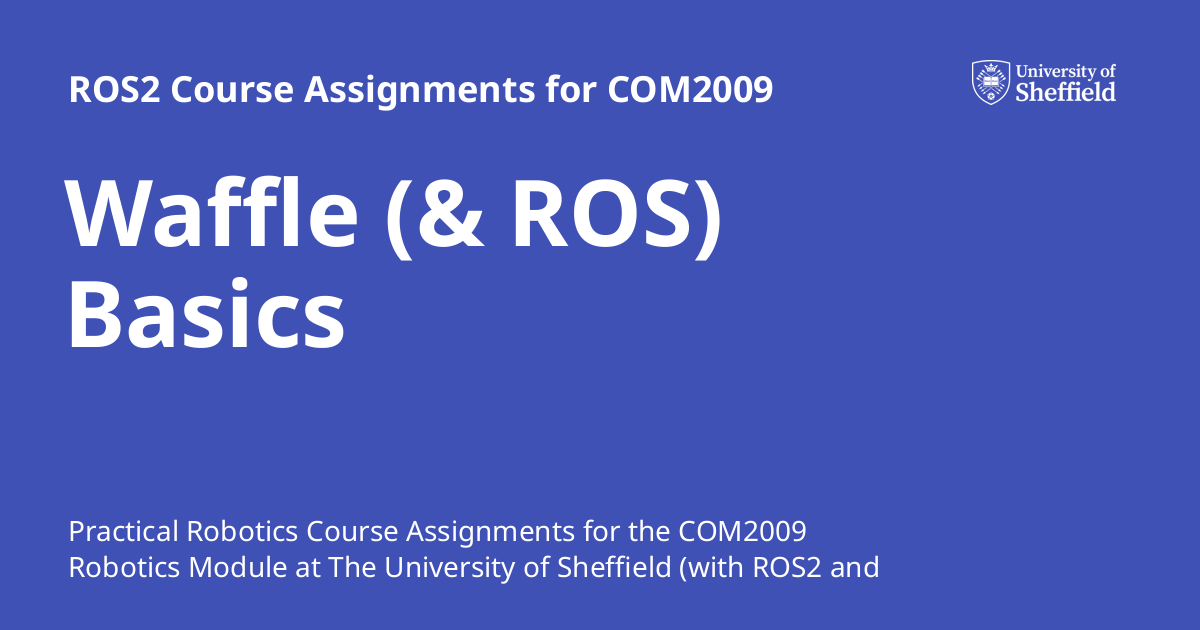 ROS2 Course Assignments for COM2009
University of
Sheffield
Waffle (& ROS)
Basics
Practical Robotics Course Assignments for the COM2009
Robotics Module at The University of Sheffield (with ROS2 and